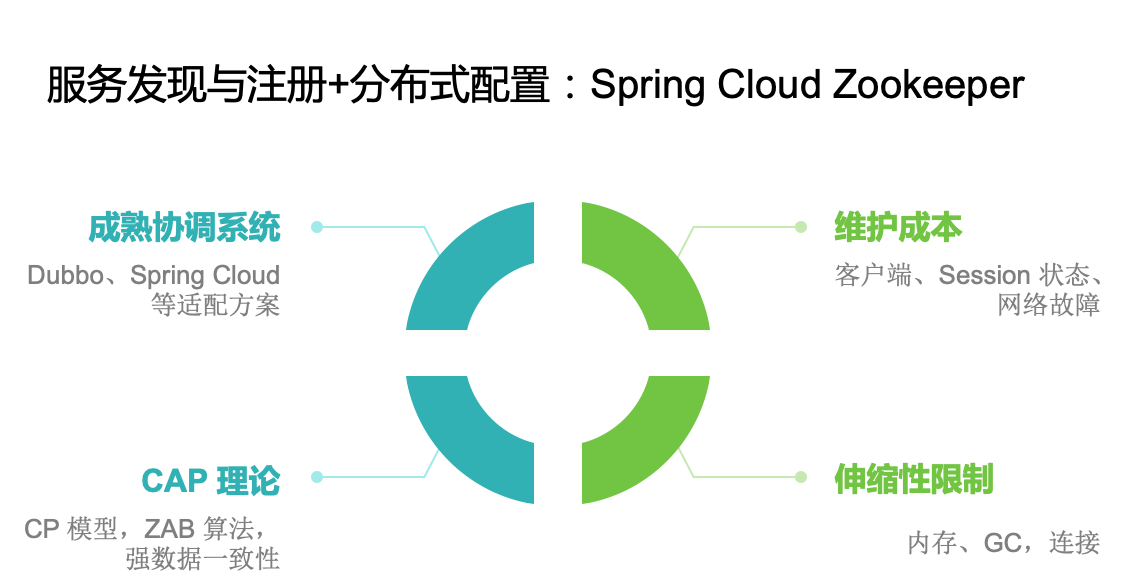 服务发现与注册+分布式配置：Spring Cloud Zookeeper
成熟协调系统
Dubbo、Spring Cloud
等适配方案
维护成本
客户端、Session 状态、
网络故障
CAP 理论
CP 模型，ZAB 算法，
强数据一致性
伸缩性限制
内存、GC，连接